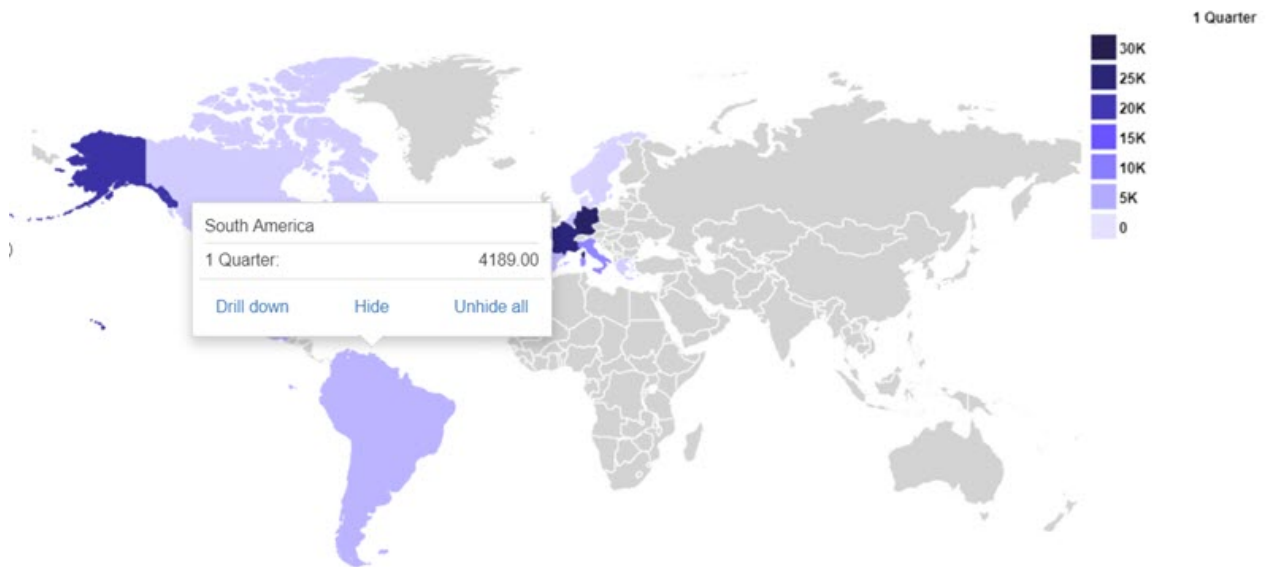 1 Quarter
30K
25K
20K
15K
10K
5K
0
South America
1 Quarter: 4189.00
Drill down Hide Unhide all